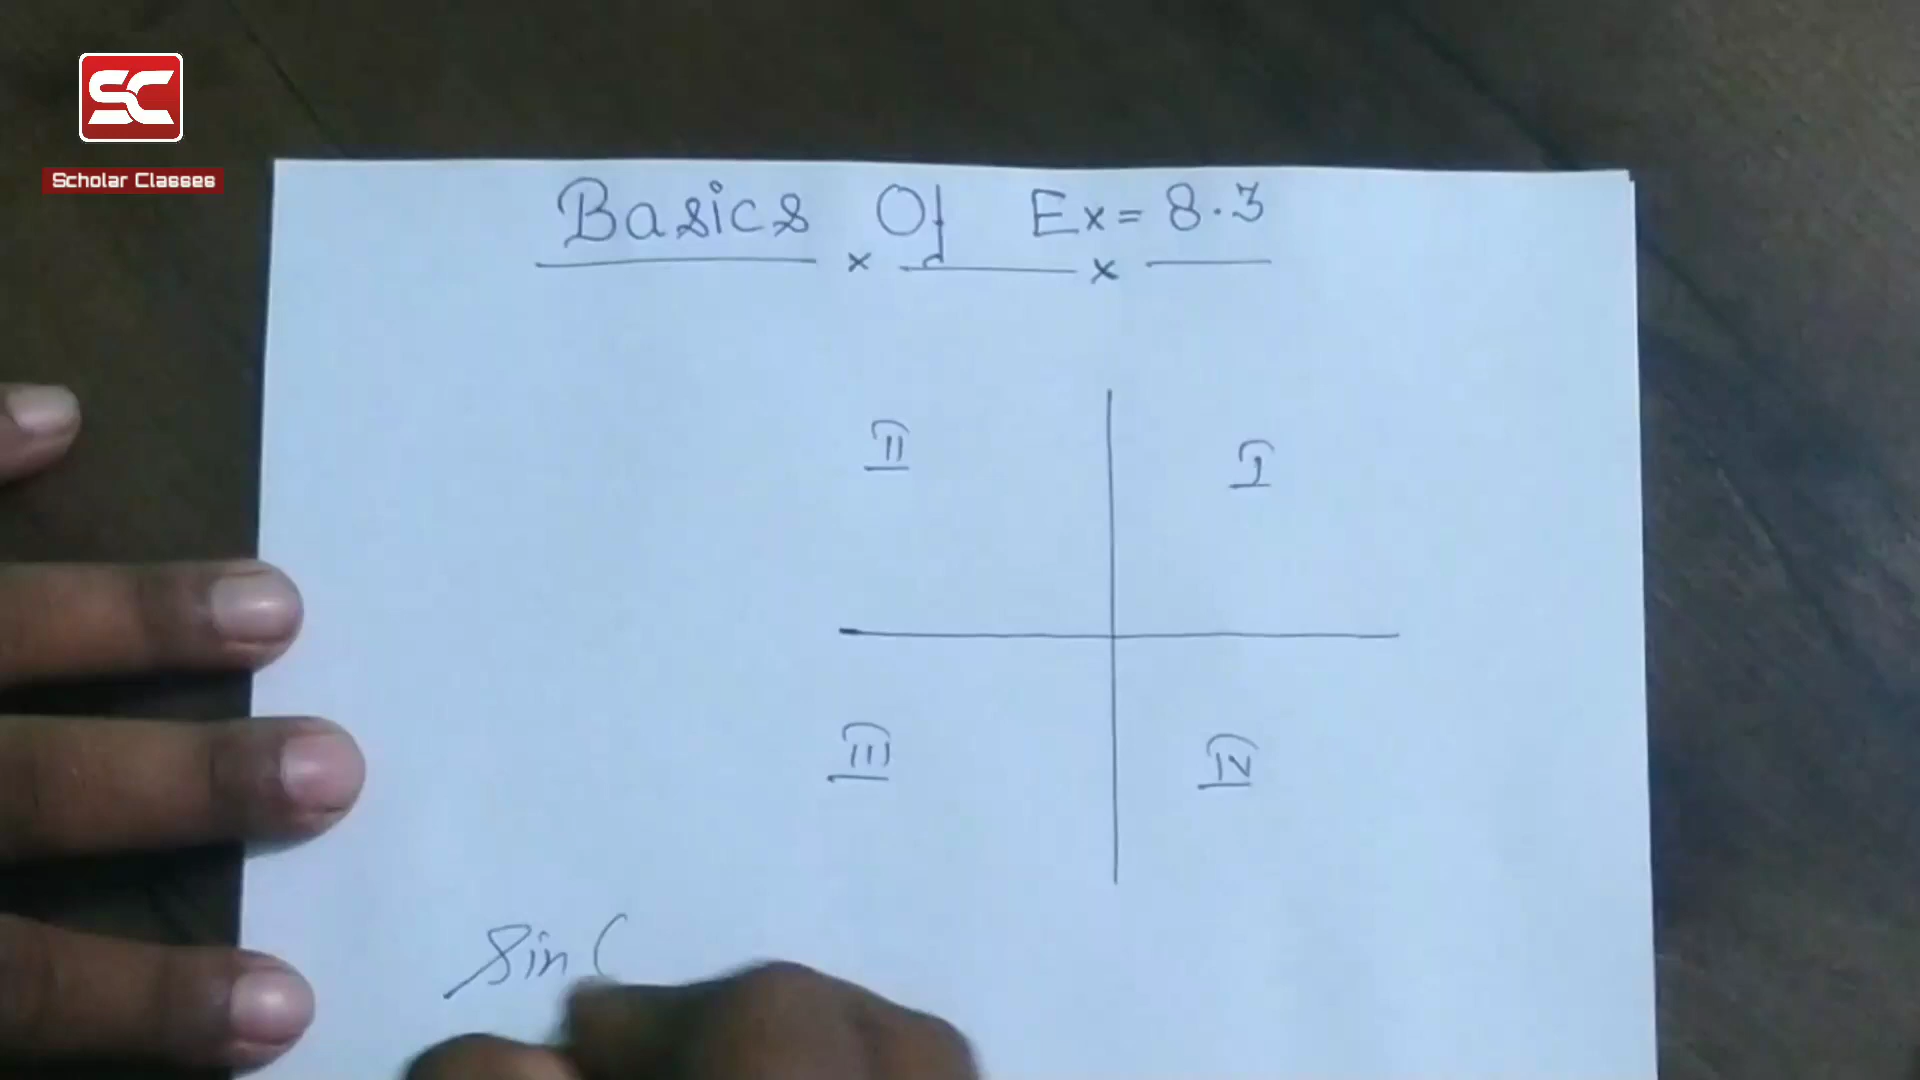 SC
Scholar Classes
Basics Of Ex = 8.3
II
I
III
IV
Sin (